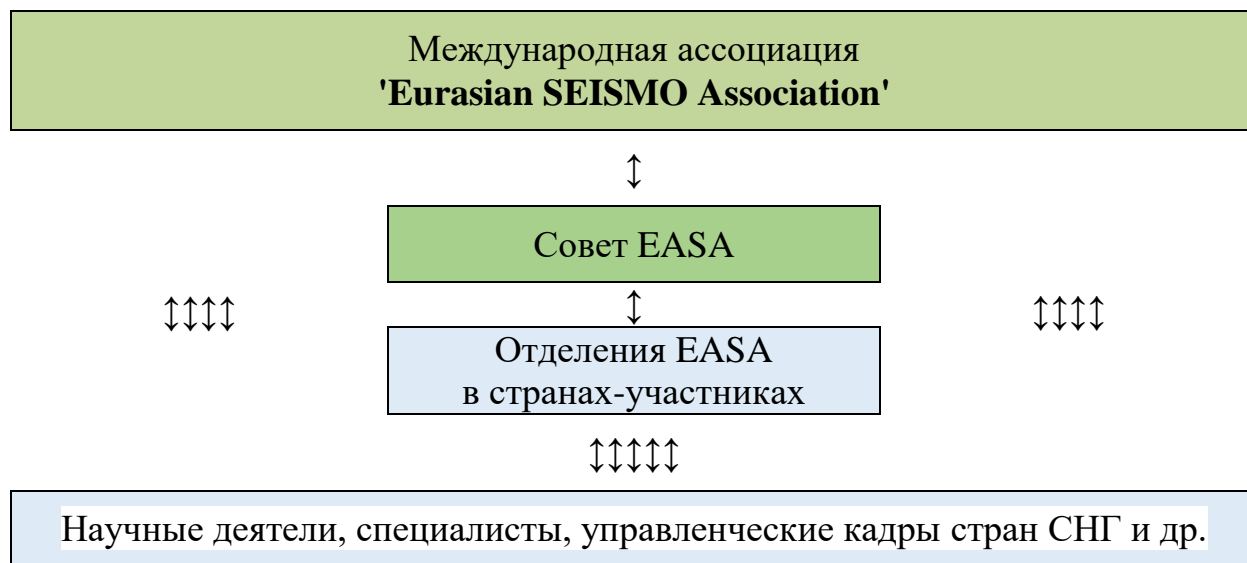 Международная ассоциация
'Eurasian SEISMO Association'
↕
Совет EASA
↕↕↕↕ ↕ ↕↕↕↕
Отделения EASA
в странах-участниках
↕↕↕↕↕
Научные деятели, специалисты, управленческие кадры стран СНГ и др.